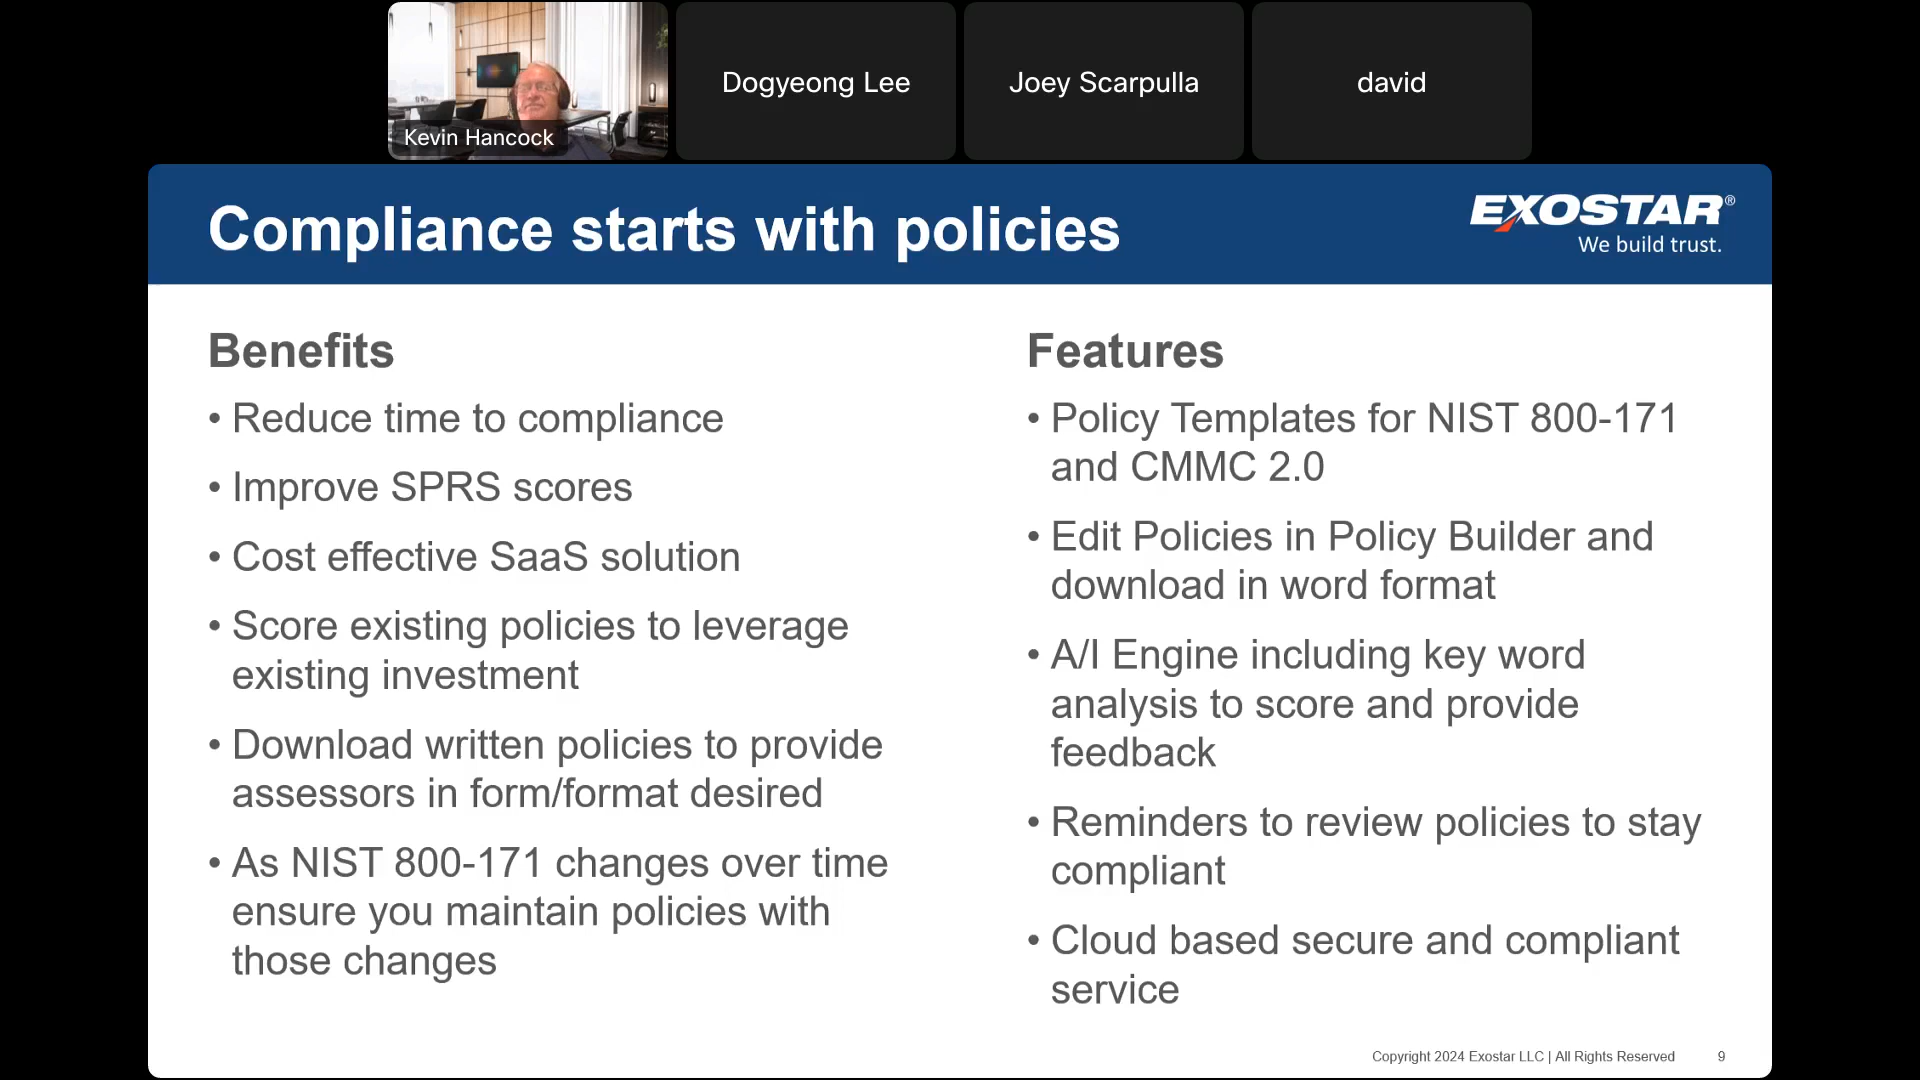 Kevin Hancock
Dogyeong Lee
Joey Scarpulla
david
Compliance starts with policies
EXOSTAR®
We build trust.
Benefits
• Reduce time to compliance
• Improve SPRS scores
• Cost effective SaaS solution
• Score existing policies to leverage
existing investment
• Download written policies to provide
assessors in form/format desired
• As NIST 800-171 changes over time
ensure you maintain policies with
those changes
Features
• Policy Templates for NIST 800-171
and CMMC 2.0
• Edit Policies in Policy Builder and
download in word format
• A/I Engine including key word
analysis to score and provide
feedback
• Reminders to review policies to stay
compliant
• Cloud based secure and compliant
service
Copyright 2024 Exostar LLC | All Rights Reserved 9